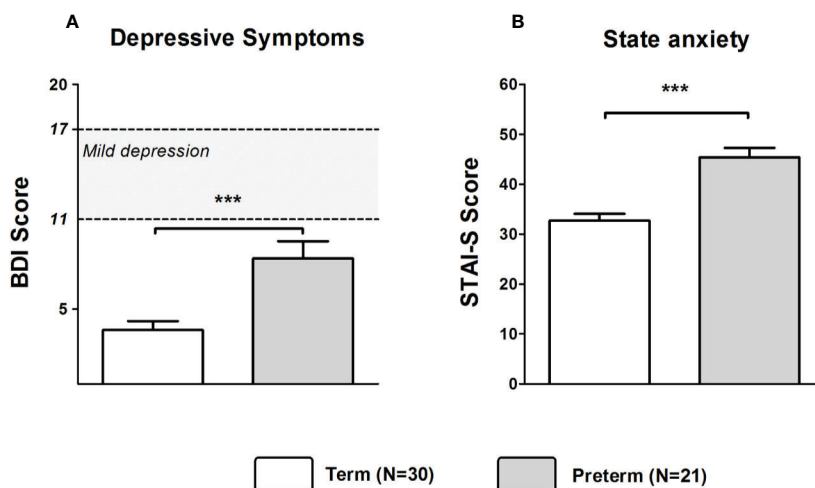 A
Depressive Symptoms
BDI Score
20
17
Mild depression
11
5
***
B
State anxiety
STAI-S Score
60
50
40
30
20
10
0
***
Term (N=30)
Preterm (N=21)